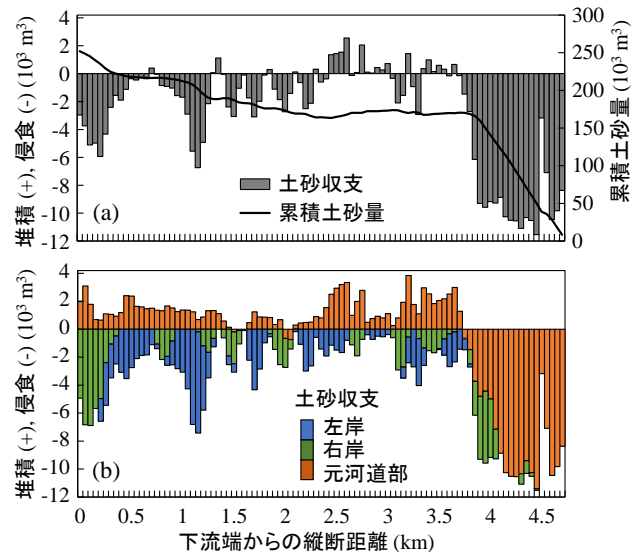 堆積 (+), 侵食 (-) (10³ m³)
4
2
0
-2
-4
-6
-8
-10
-12
(a)
土砂収支
累積土砂量
300
250
200
150
100
50
0
累積土砂量 (10³ m³)
堆積 (+), 侵食 (-) (10³ m³)
4
2
0
-2
-4
-6
-8
-10
-12
(b)
土砂収支
左岸
右岸
元河道部
0 0.5 1 1.5 2 2.5 3 3.5 4 4.5
下流端からの縦断距離 (km)